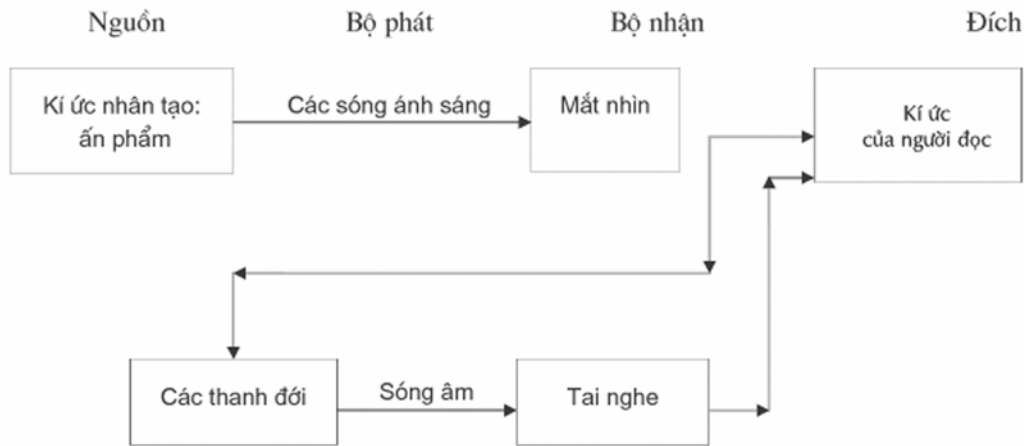 Nguồn Bộ phát Bộ nhận Đích
Kí ức nhân tạo:
ấn phẩm
Các sóng ánh sáng
Mắt nhìn
Kí ức
của người đọc
Các thanh đới
Sóng âm
Tai nghe